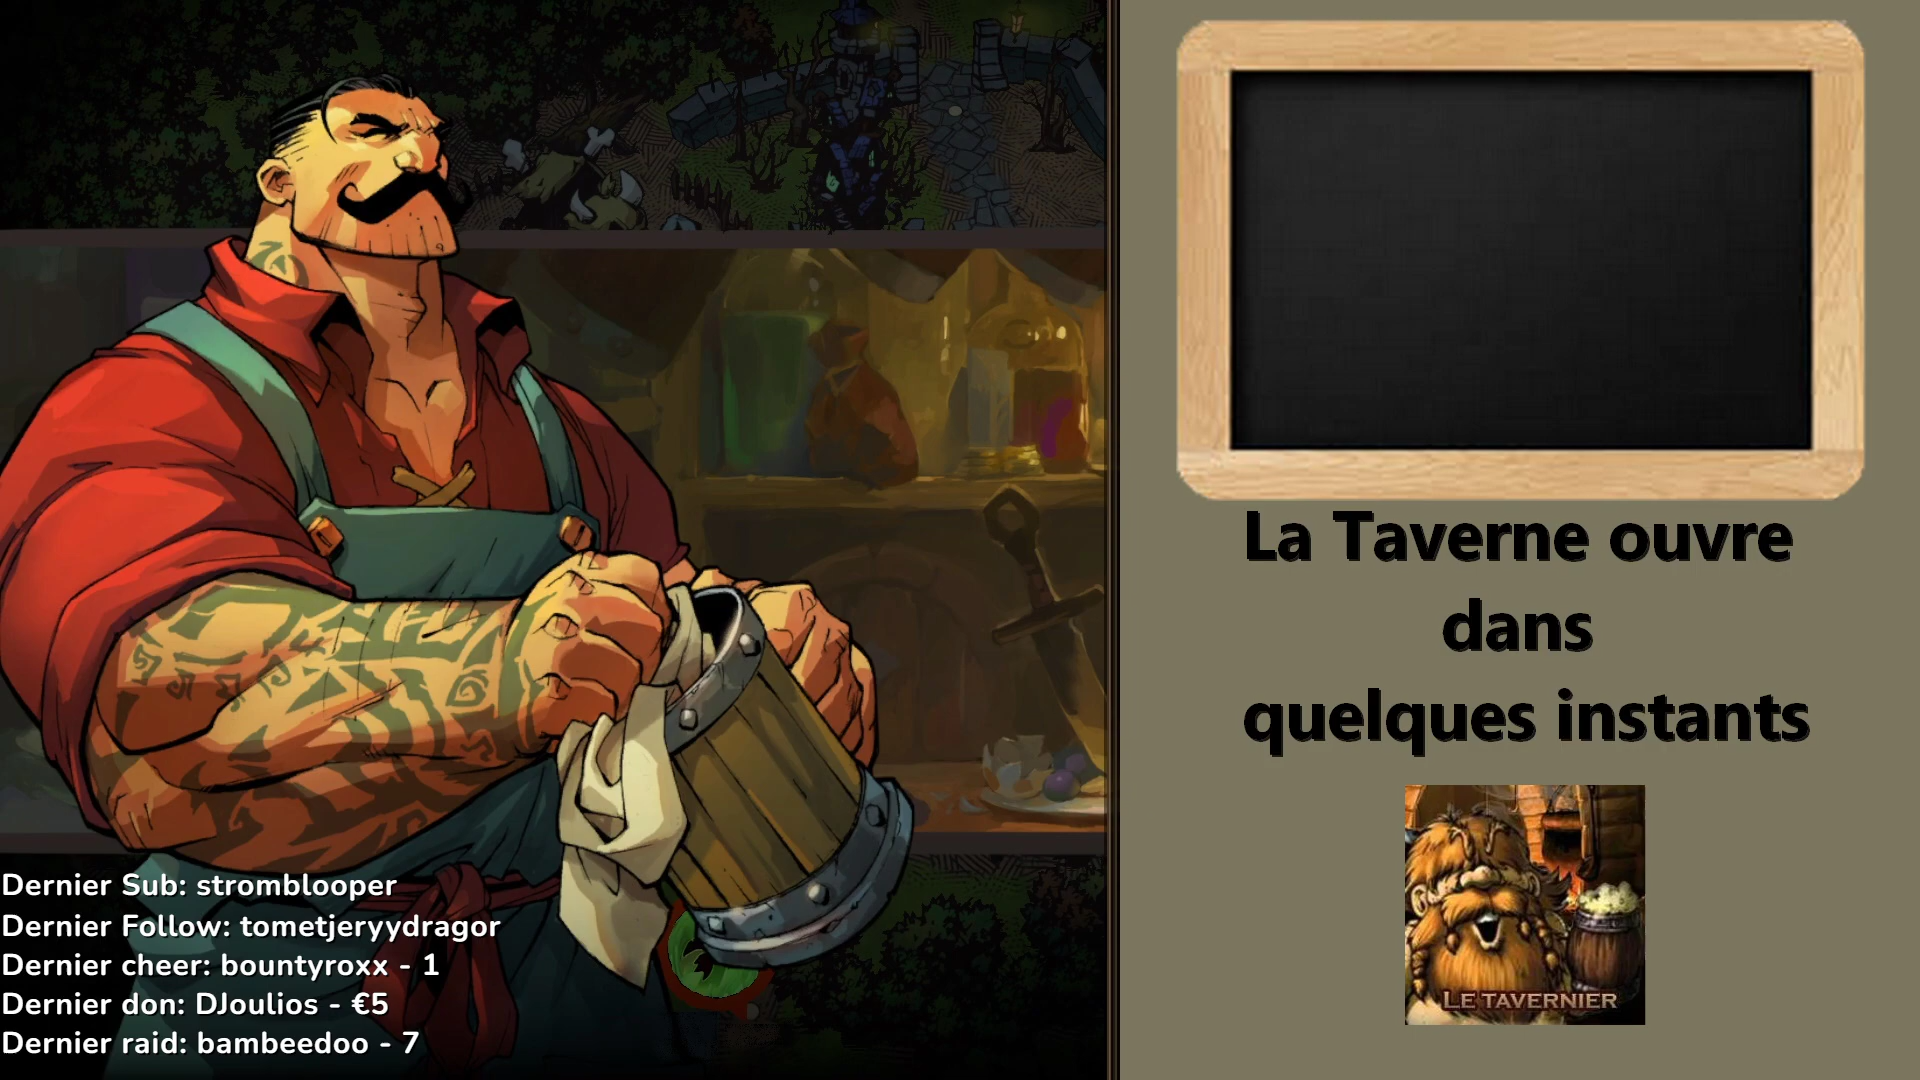 La Taverne ouvre
dans
quelques instants
LE TAVERNIER
Dernier Sub: stromblooper
Dernier Follow: tometjeryydragor
Dernier cheer: bountyroxx - 1
Dernier don: DJoulios - €5
Dernier raid: bambeedoo - 7